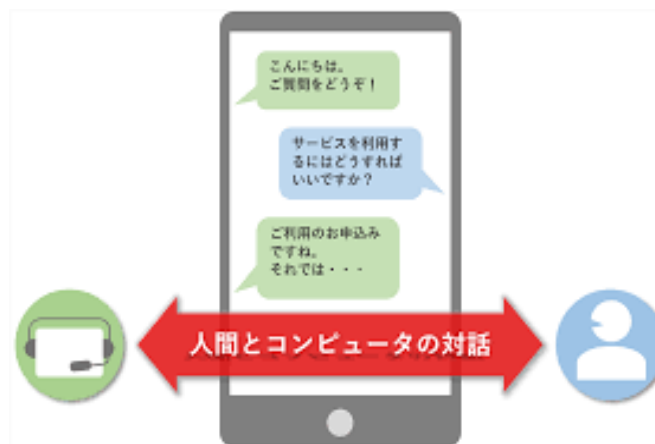 こんにちは。
ご質問をどうぞ！
サービスを利用す
るにはどうすれば
いいですか？
ご利用のお申込み
ですね。
それでは・・・
人間とコンピュータの対話